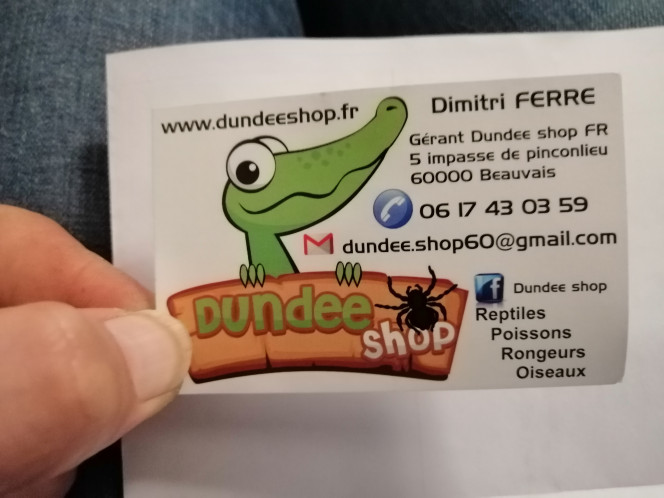 www.dundeeshop.fr
Dimitri FERRE
Gérant Dundee shop FR
5 impasse de pinconlieu
60000 Beauvais
06 17 43 03 59
dundee.shop60@gmail.com
Dundee
shop
f Dundee shop
Reptiles
Poissons
Rongeurs
Oiseaux